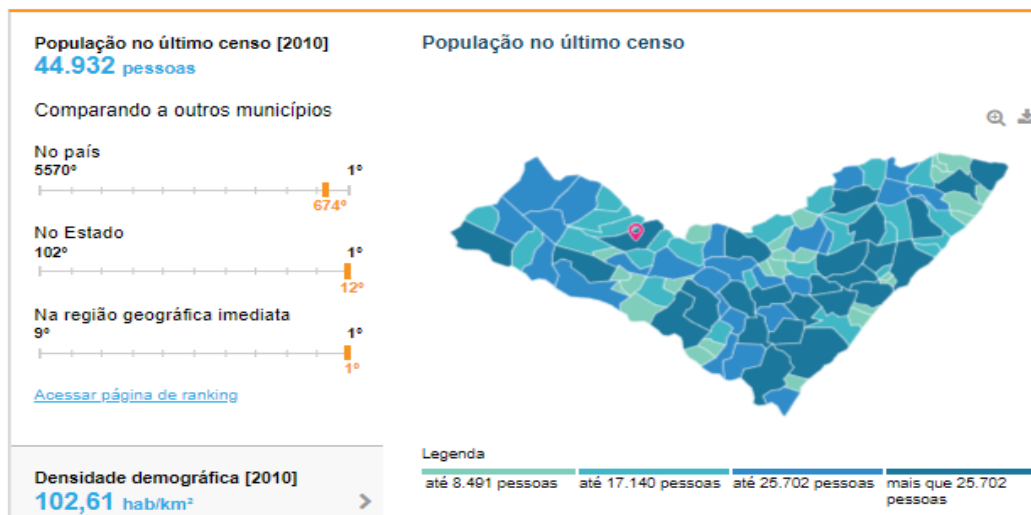 População no último censo [2010]
44.932 pessoas
Comparando a outros municípios
No país
5570º 1º
674º
No Estado
102º 1º
12º
Na região geográfica imediata
9º 1º
1º
Acessar página de ranking
Densidade demográfica [2010]
102,61 hab/km²
População no último censo
Legenda
até 8.491 pessoas
até 17.140 pessoas
até 25.702 pessoas
mais que 25.702
pessoas